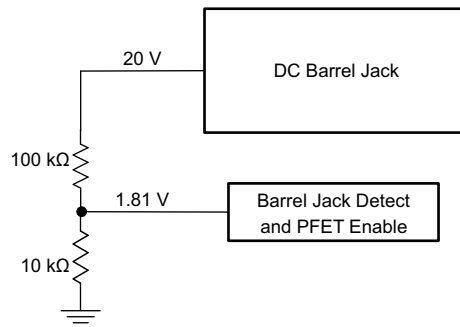 20 V
DC Barrel Jack
100 kΩ
1.81 V
Barrel Jack Detect
and PFET Enable
10 kΩ